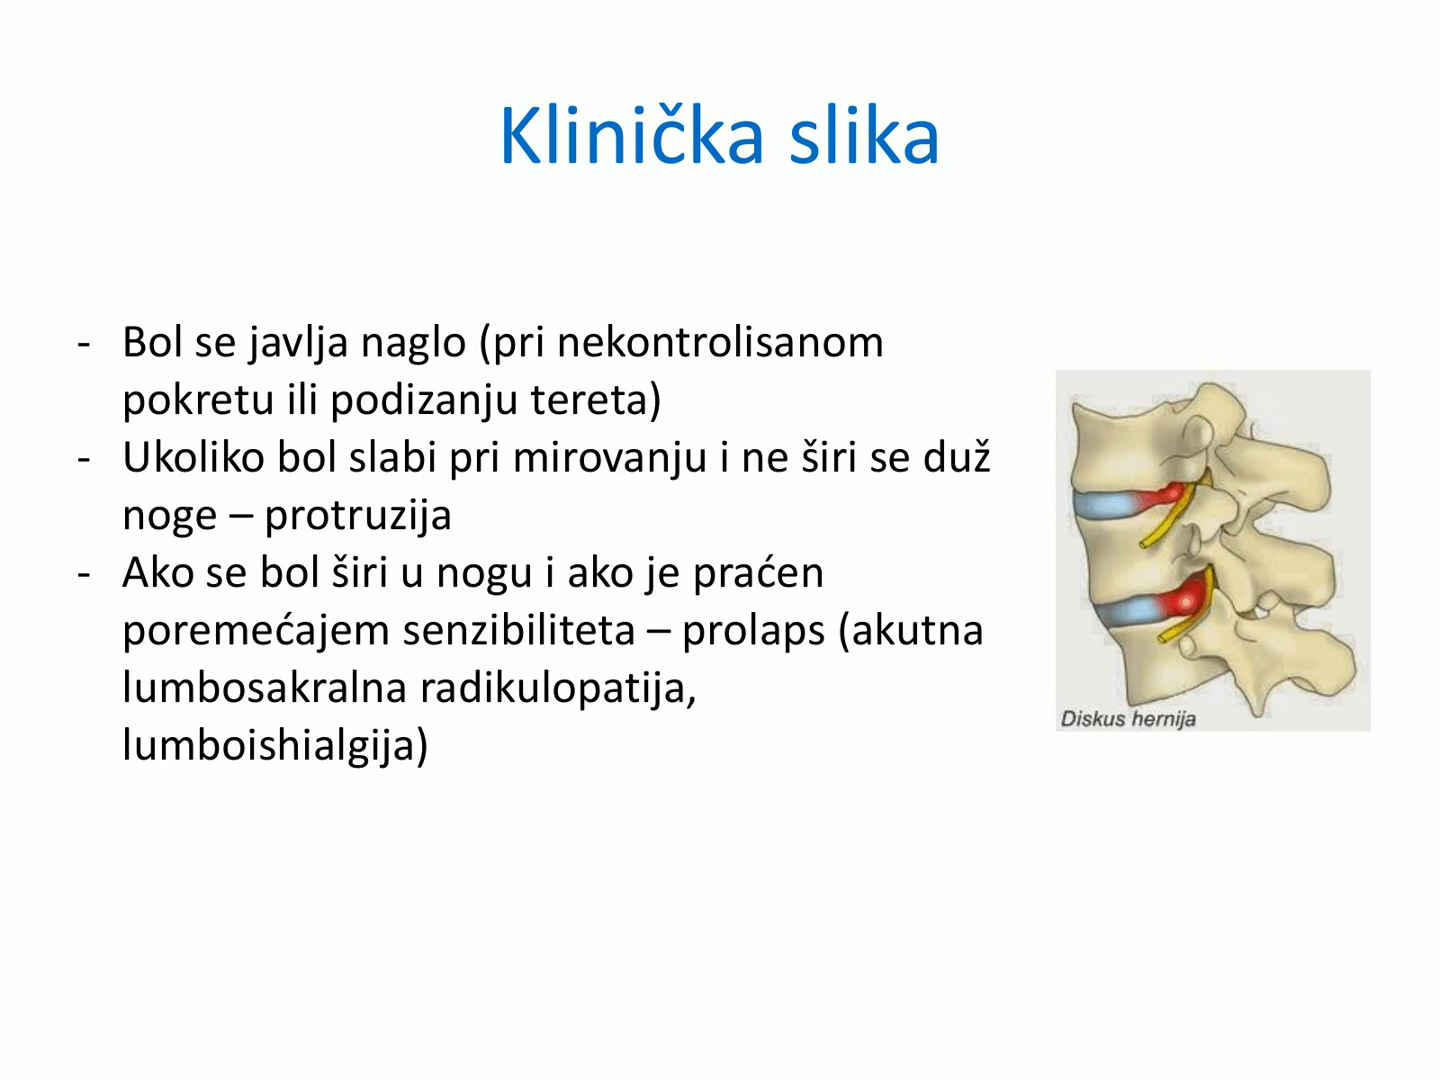 Klinička slika
- Bol se javlja naglo (pri nekontrolisanom
pokretu ili podizanju tereta)
- Ukoliko bol slabi pri mirovanju i ne širi se duž
noge – protruzija
- Ako se bol širi u nogu i ako je praćen
poremećajem senzibiliteta – prolaps (akutna
lumbosakralna radikulopatija,
lumboishialgija)
Diskus hernija